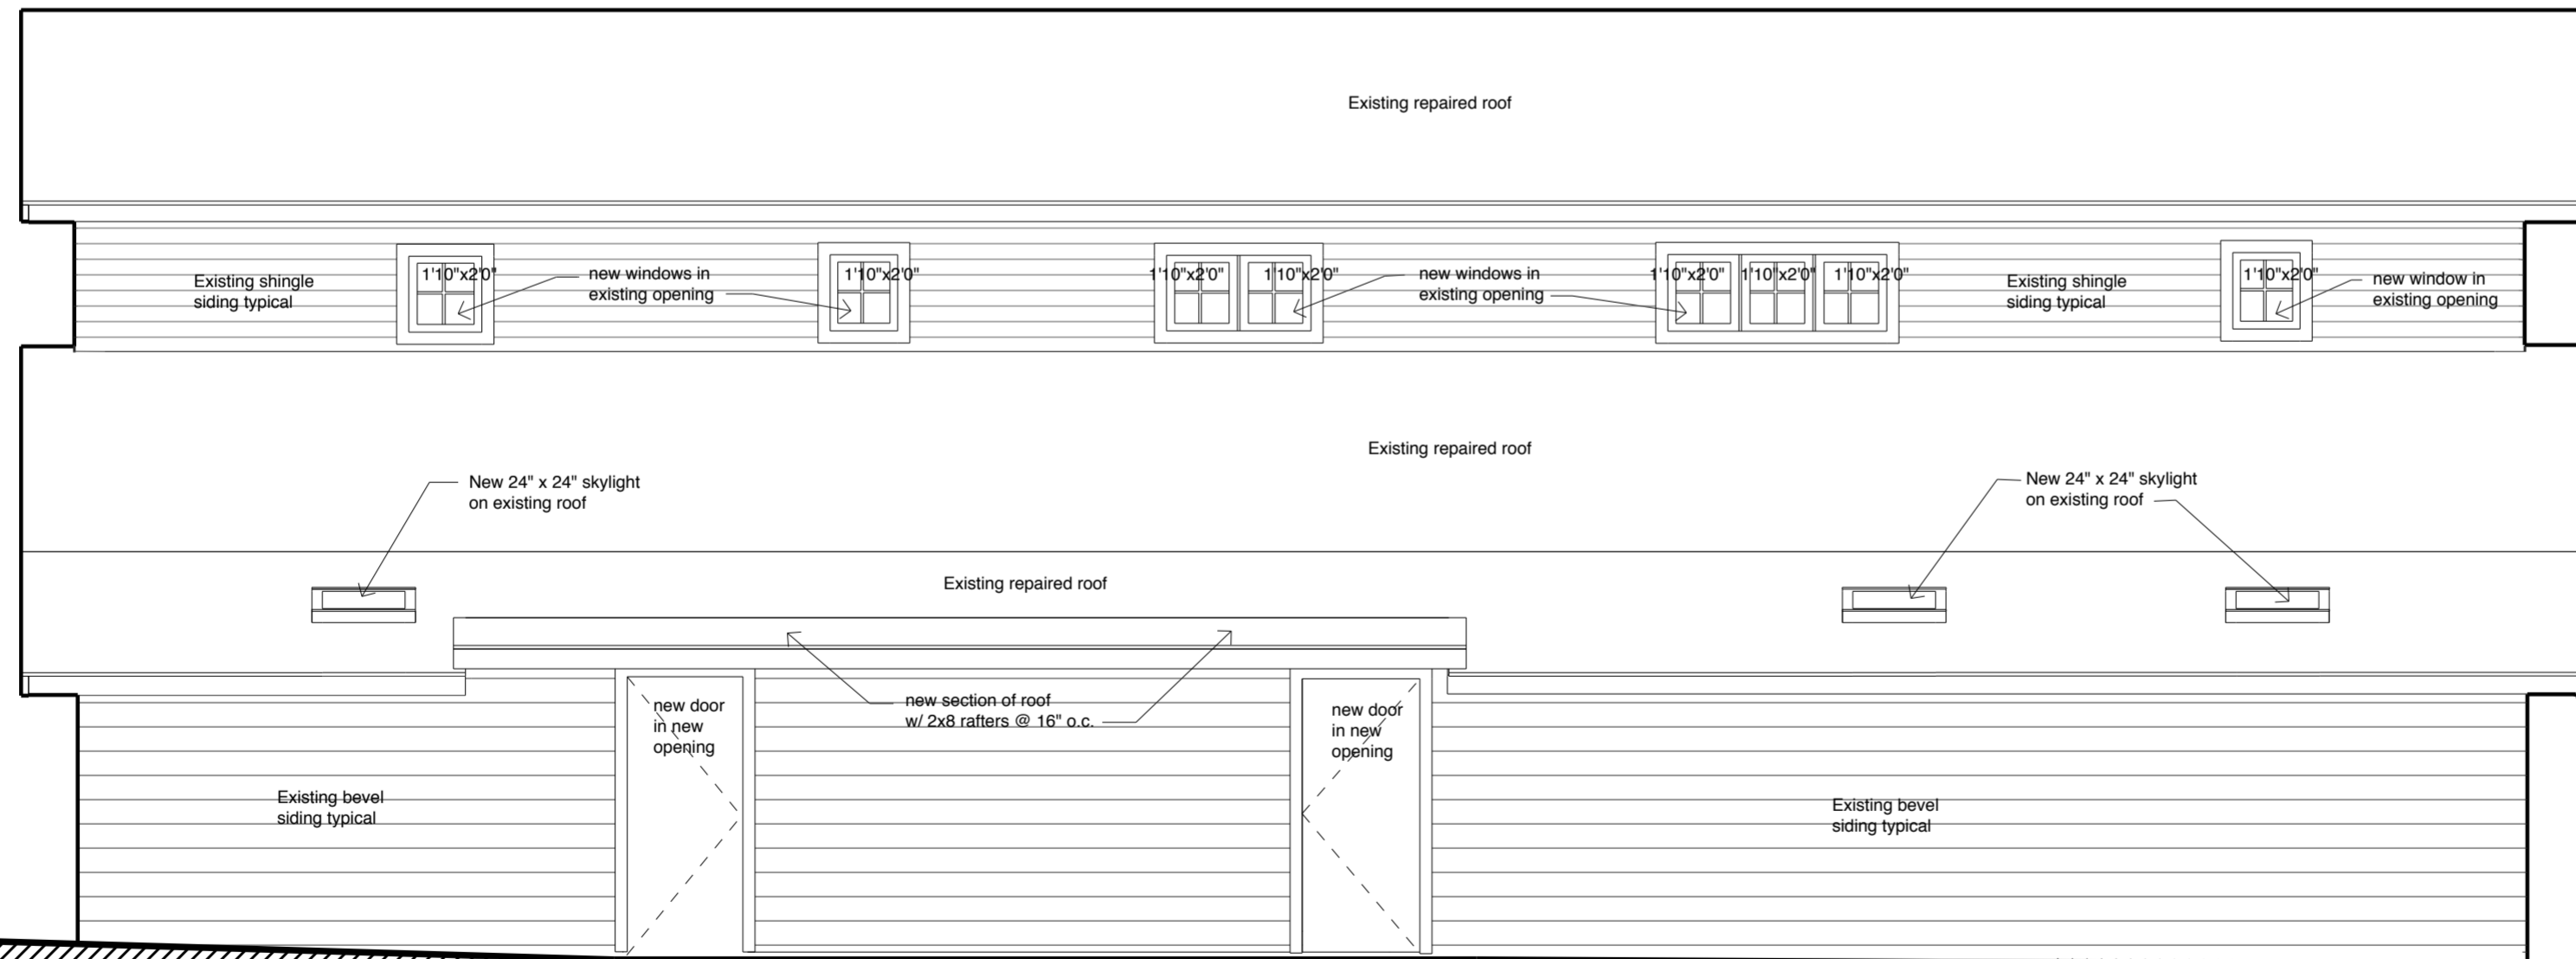 Existing repaired roof
Existing shingle
siding typical
1'10"x2'0"
new windows in
existing opening
1'10"x2'0"
1'10"x2'0"
1'10"x2'0"
new windows in
existing opening
1'10"x2'0"
1'10"x2'0"
1'10"x2'0"
Existing shingle
siding typical
1'10"x2'0"
new window in
existing opening
Existing repaired roof
New 24" x 24" skylight
on existing roof
New 24" x 24" skylight
on existing roof
Existing repaired roof
new door
in new
opening
new section of roof
w/ 2x8 rafters @ 16" o.c.
new door
in new
opening
Existing bevel
siding typical
Existing bevel
siding typical